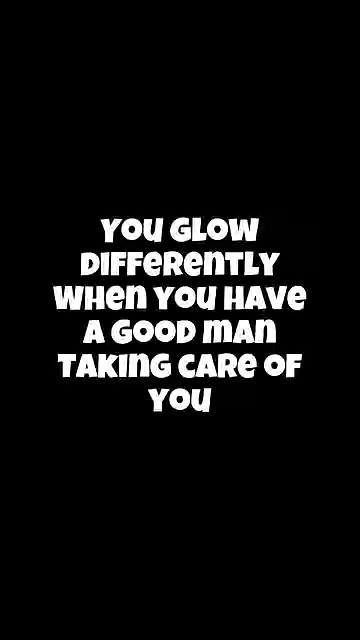 YOU GLOW
DIFFERENTLY
WHEN YOU HAVE
A GOOD MAN
TAKING CARE OF
YOU